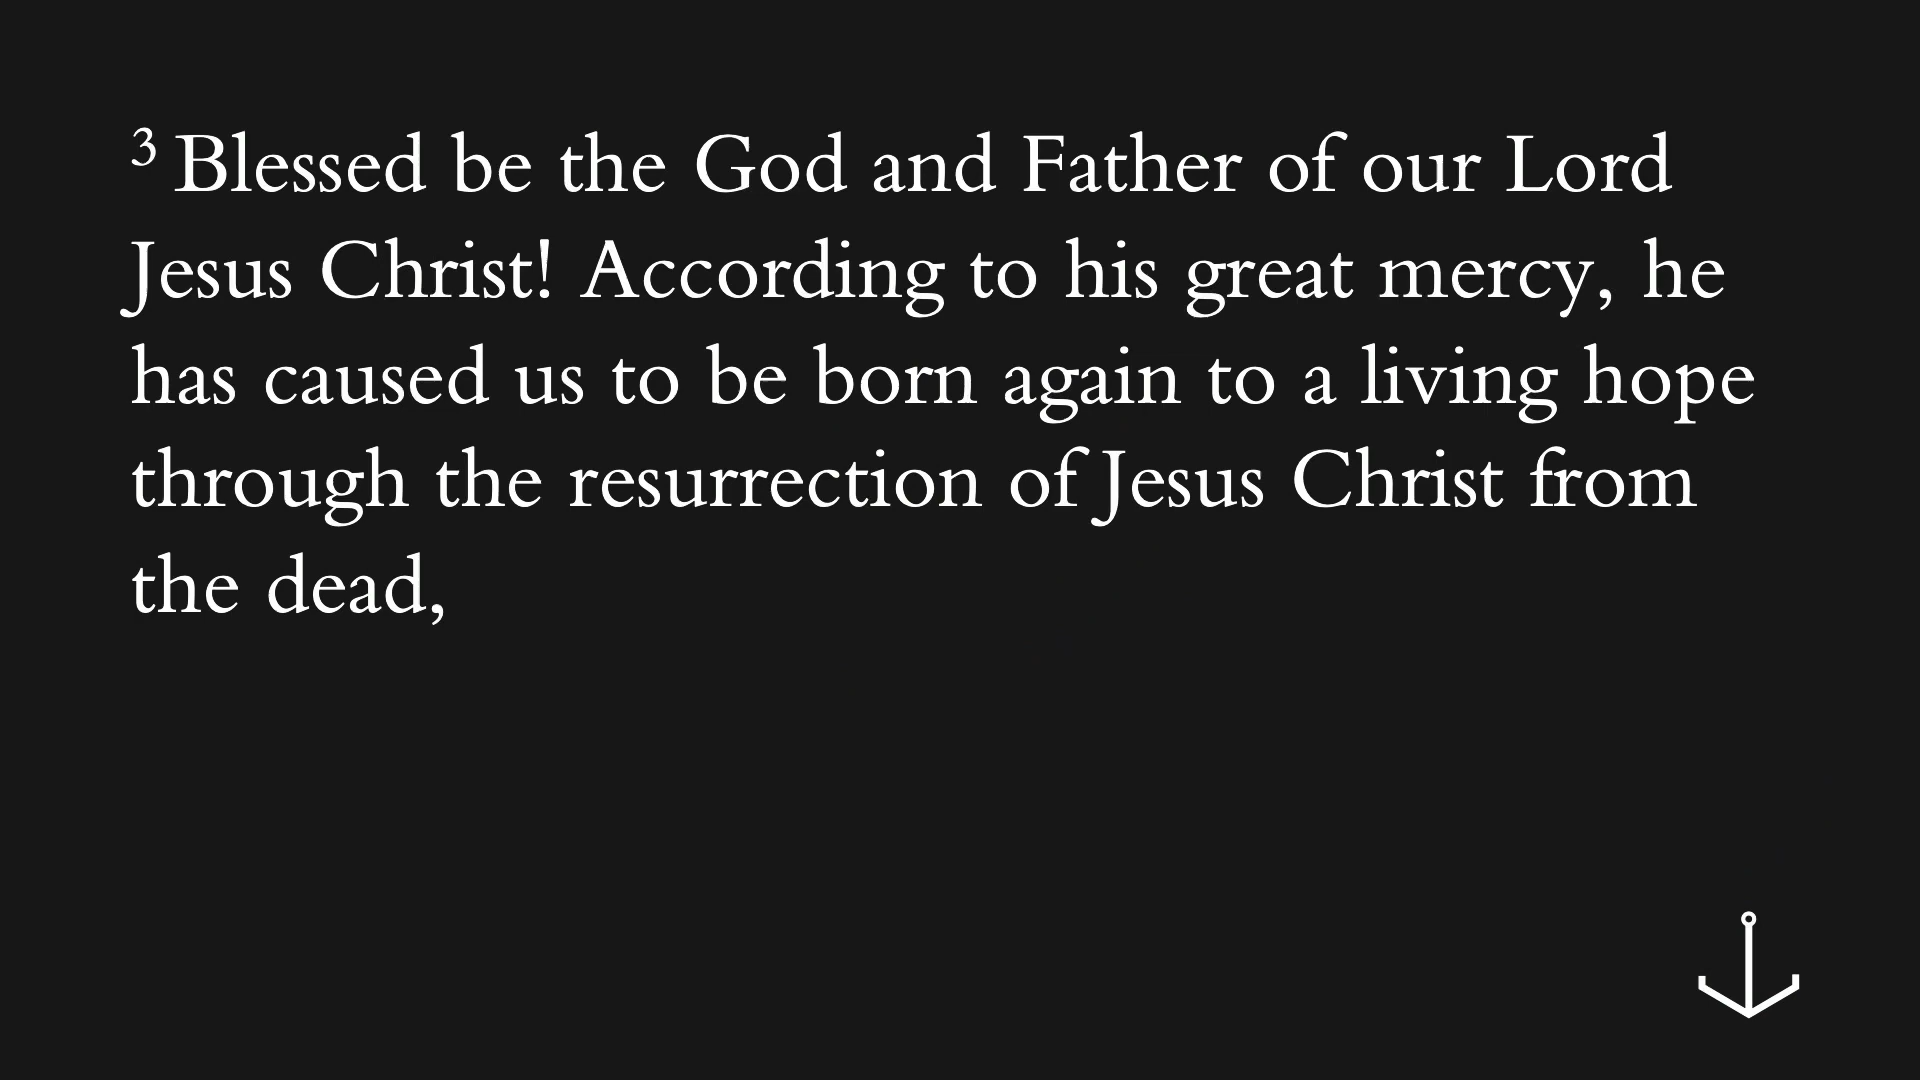 3 Blessed be the God and Father of our Lord
Jesus Christ! According to his great mercy, he
has caused us to be born again to a living hope
through the resurrection of Jesus Christ from
the dead,